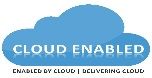 CLOUD ENABLED
ENABLED BY CLOUD | DELIVERING CLOUD